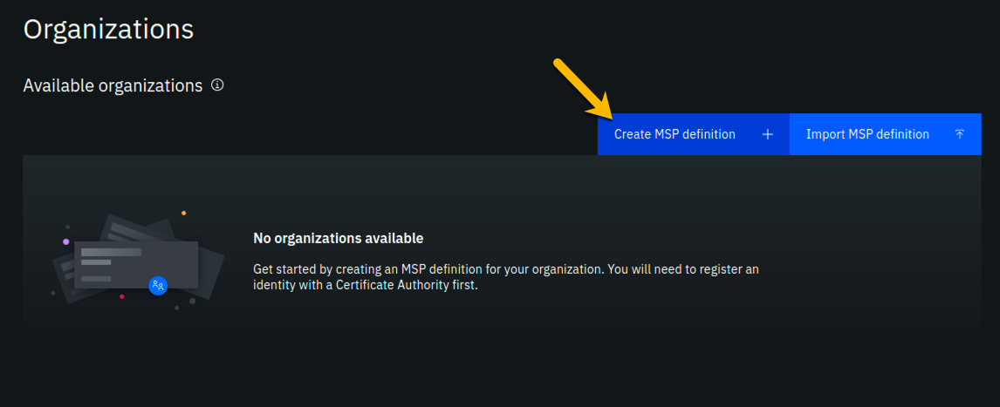 Organizations
Available organizations
Create MSP definition
Import MSP definition
No organizations available
Get started by creating an MSP definition for your organization. You will need to register an
identity with a Certificate Authority first.